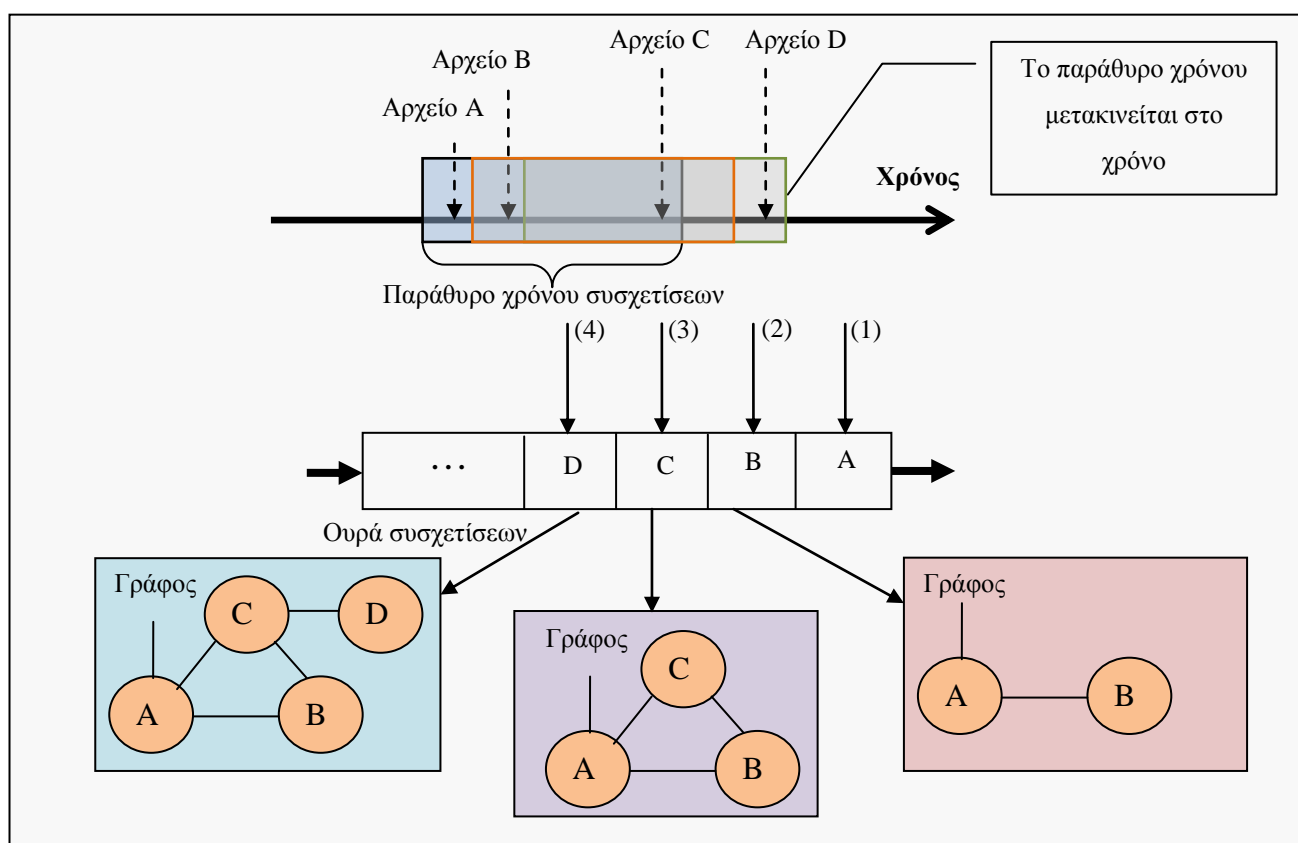 Αρχείο C
Αρχείο D
Αρχείο B
Αρχείο A
Το παράθυρο χρόνου
μετακινείται στο
χρόνο
Χρόνος
Παράθυρο χρόνου συσχετίσεων
(4)
(3)
(2)
(1)
...
D
C
B
A
Ουρά συσχετίσεων
Γράφος
C
D
A
B
Γράφος
C
A
B
Γράφος
A
B